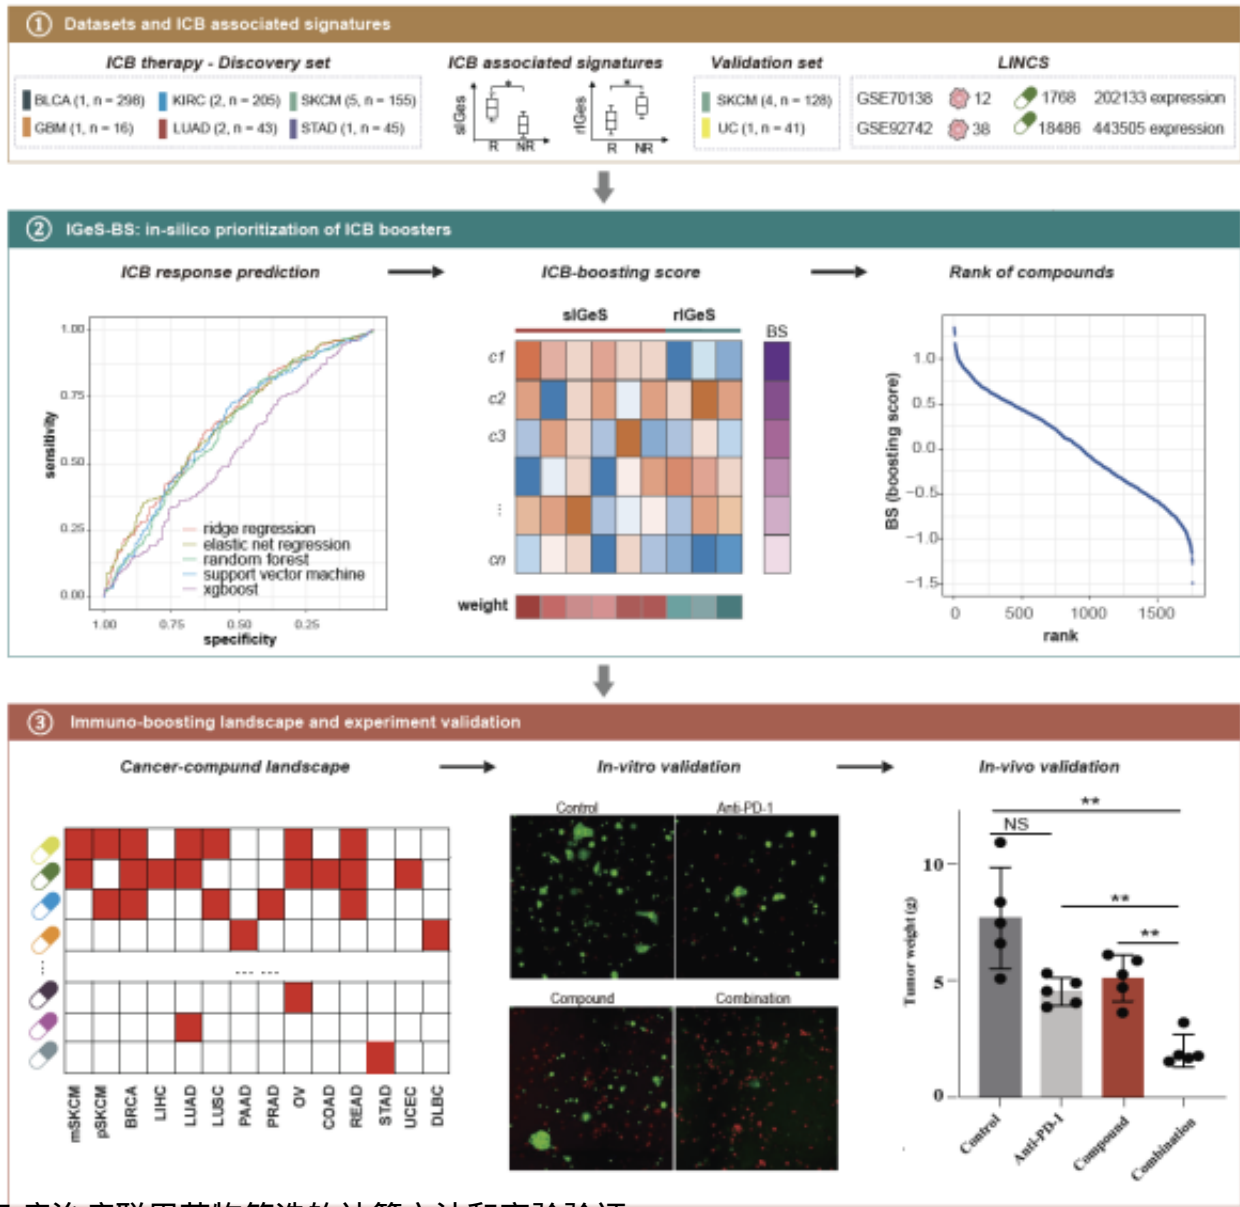 ① Datasets and ICB associated signatures
ICB therapy - Discovery set
ICB associated signatures
Validation set
LINCS
BLCA (1, n = 298)
KIRC (2, n = 205)
SKCM (5, n = 155)
GBM (1, n = 16)
LUAD (2, n = 43)
STAD (1, n = 45)
sIGes
*
R NR
rIGes
*
R NR
SKCM (4, n = 128)
UC (1, n = 41)
GSE70138 12 1768 202133 expression
GSE92742 38 18486 443505 expression
② IGeS-BS: in-silico prioritization of ICB boosters
ICB response prediction
ICB-boosting score
Rank of compounds
sensitivity
1.00
0.75
0.50
0.25
0.00
ridge regression
elastic net regression
random forest
support vector machine
xgboost
1.00 0.75 0.50 0.25
specificity
sIGeS rIGeS
BS
c1
c2
c3
⋮
cn
weight
BS (boosting score)
1.0
0.5
0.0
−0.5
−1.0
−1.5
0 500 1000 1500
rank
③ Immuno-boosting landscape and experiment validation
Cancer-compund landscape
In-vitro validation
In-vivo validation
⋮
... ...
mSKCM
pSKCM
BRCA
LIHC
LUAD
LUSC
PAAD
PRAD
OV
COAD
READ
STAD
UCEC
DLBC
Control
Anti-PD-1
Compound
Combination
Tumor weight (g)
**
NS
**
**
10
5
0
Control
Anti-PD-1
Compound
Combination